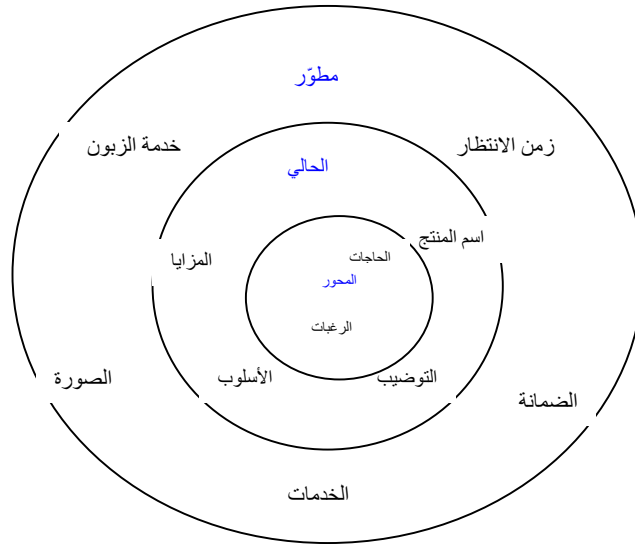 مطوّر
زمن الانتظار
خدمة الزبون
الحالي
اسم المنتج
المزايا
الحاجات
المحور
الرغبات
التوضيب
الأسلوب
الصورة
الضمانة
الخدمات